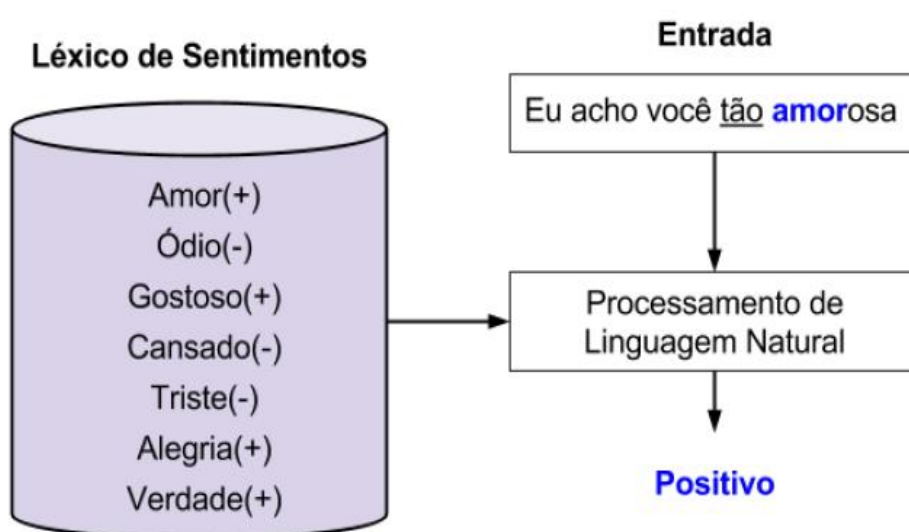 Léxico de Sentimentos
Amor(+)
Ódio(-)
Gostoso(+)
Cansado(-)
Triste(-)
Alegria(+)
Verdade(+)
Entrada
Eu acho você tão amorosa
Processamento de
Linguagem Natural
Positivo